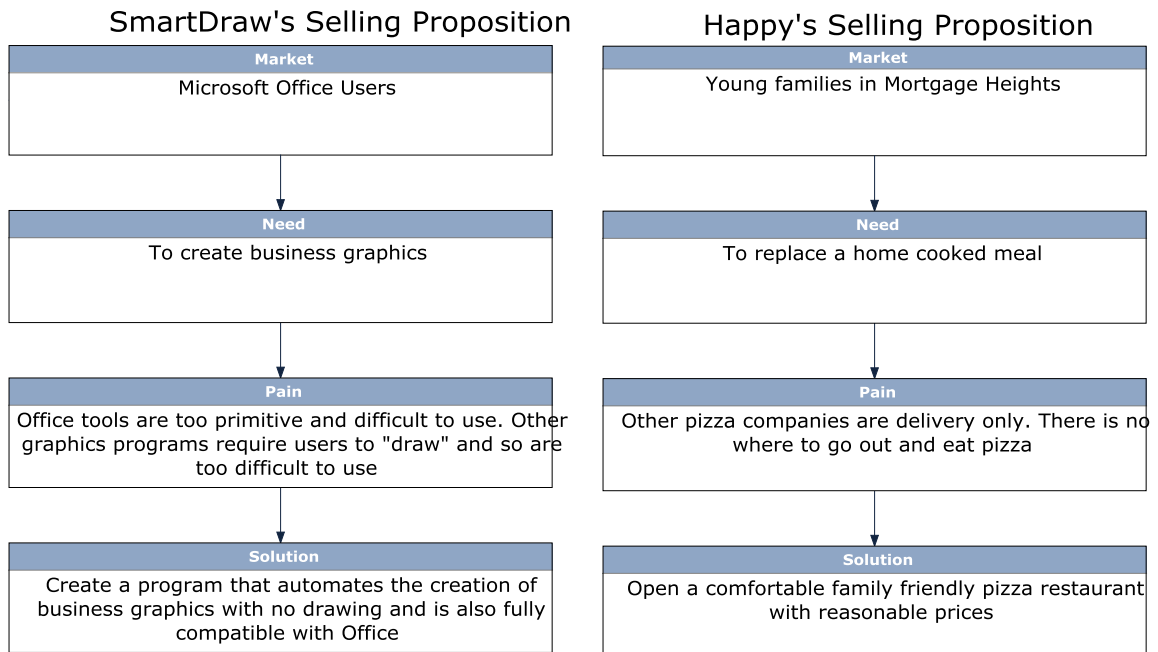 SmartDraw's Selling Proposition
Market
Microsoft Office Users
Need
To create business graphics
Pain
Office tools are too primitive and difficult to use. Other
graphics programs require users to "draw" and so are
too difficult to use
Solution
Create a program that automates the creation of
business graphics with no drawing and is also fully
compatible with Office
Happy's Selling Proposition
Market
Young families in Mortgage Heights
Need
To replace a home cooked meal
Pain
Other pizza companies are delivery only. There is no
where to go out and eat pizza
Solution
Open a comfortable family friendly pizza restaurant
with reasonable prices